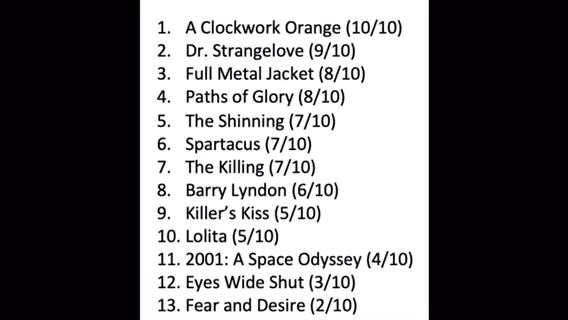 1. A Clockwork Orange (10/10)
2. Dr. Strangelove (9/10)
3. Full Metal Jacket (8/10)
4. Paths of Glory (8/10)
5. The Shinning (7/10)
6. Spartacus (7/10)
7. The Killing (7/10)
8. Barry Lyndon (6/10)
9. Killer’s Kiss (5/10)
10. Lolita (5/10)
11. 2001: A Space Odyssey (4/10)
12. Eyes Wide Shut (3/10)
13. Fear and Desire (2/10)